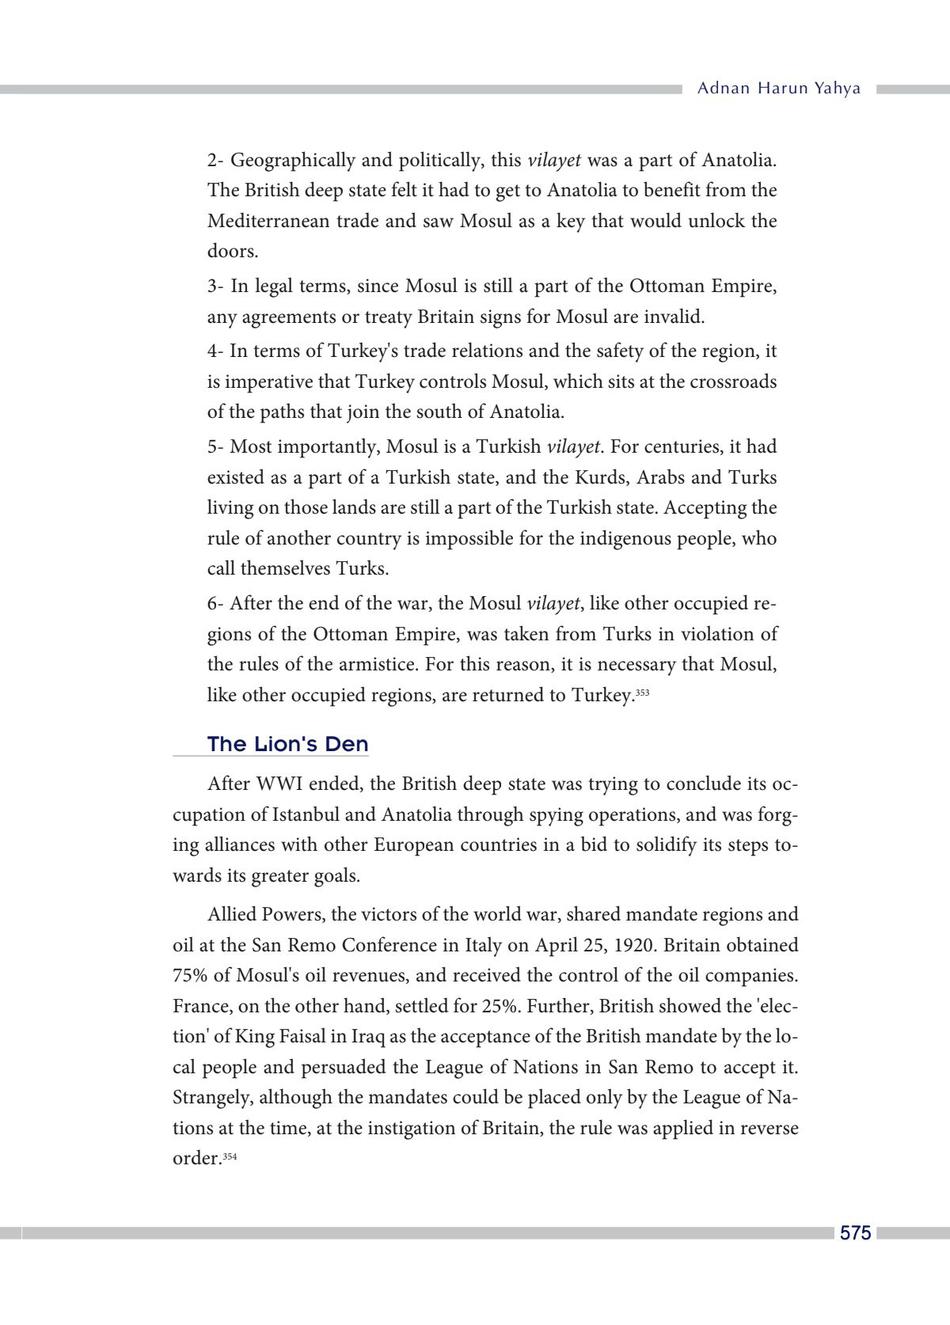 Adnan Harun Yahya
2- Geographically and politically, this vilayet was a part of Anatolia.
The British deep state felt it had to get to Anatolia to benefit from the
Mediterranean trade and saw Mosul as a key that would unlock the
doors.
3- In legal terms, since Mosul is still a part of the Ottoman Empire,
any agreements or treaty Britain signs for Mosul are invalid.
4- In terms of Turkey's trade relations and the safety of the region, it
is imperative that Turkey controls Mosul, which sits at the crossroads
of the paths that join the south of Anatolia.
5- Most importantly, Mosul is a Turkish vilayet. For centuries, it had
existed as a part of a Turkish state, and the Kurds, Arabs and Turks
living on those lands are still a part of the Turkish state. Accepting the
rule of another country is impossible for the indigenous people, who
call themselves Turks.
6- After the end of the war, the Mosul vilayet, like other occupied re-
gions of the Ottoman Empire, was taken from Turks in violation of
the rules of the armistice. For this reason, it is necessary that Mosul,
like other occupied regions, are returned to Turkey.353
The Lion's Den
After WWI ended, the British deep state was trying to conclude its oc-
cupation of Istanbul and Anatolia through spying operations, and was forg-
ing alliances with other European countries in a bid to solidify its steps to-
wards its greater goals.
Allied Powers, the victors of the world war, shared mandate regions and
oil at the San Remo Conference in Italy on April 25, 1920. Britain obtained
75% of Mosul's oil revenues, and received the control of the oil companies.
France, on the other hand, settled for 25%. Further, British showed the 'elec-
tion' of King Faisal in Iraq as the acceptance of the British mandate by the lo-
cal people and persuaded the League of Nations in San Remo to accept it.
Strangely, although the mandates could be placed only by the League of Na-
tions at the time, at the instigation of Britain, the rule was applied in reverse
order.354
575